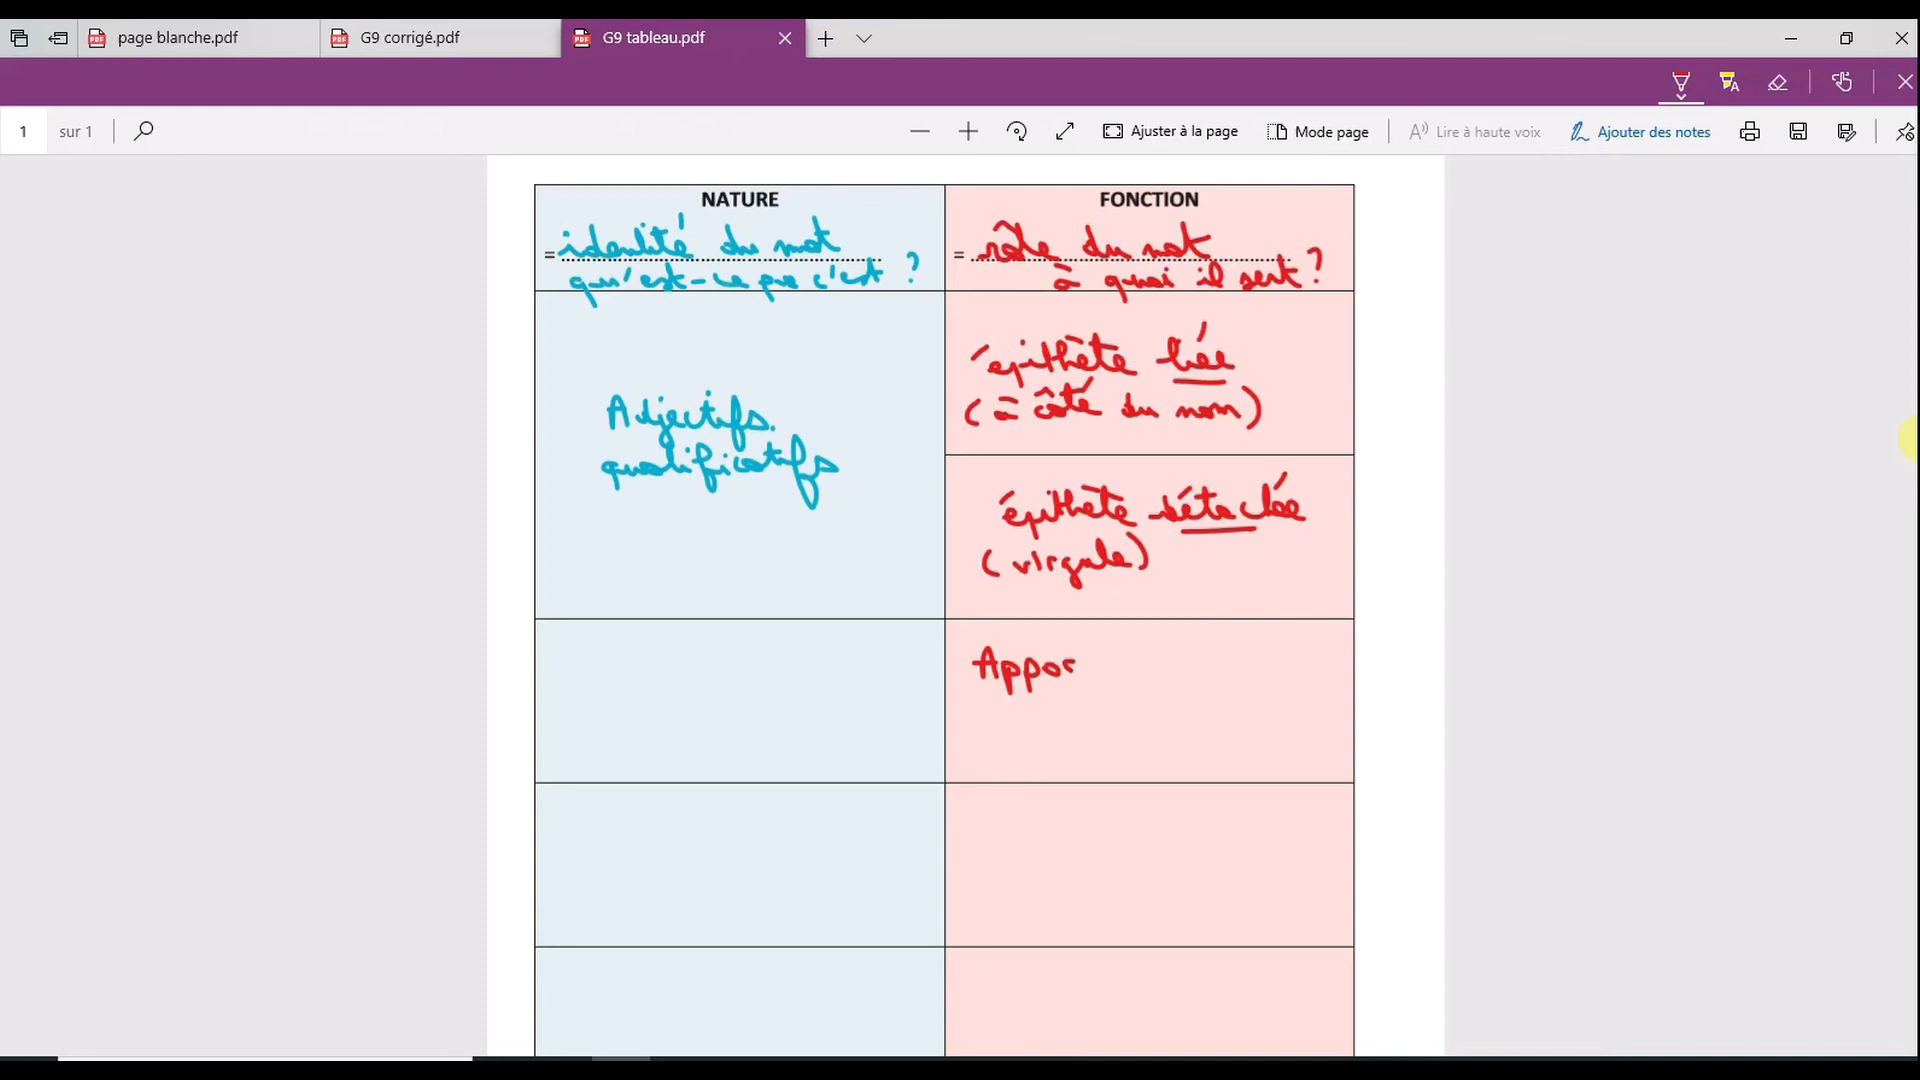 page blanche.pdf
G9 corrigé.pdf
G9 tableau.pdf
1 sur 1
Ajuster à la page
Mode page
Lire à haute voix
Ajouter des notes
NATURE
= identité du mot
qu'est-ce que c'est ?
FONCTION
= rôle du mot
à quoi il sert ?
Adjectifs
qualificatifs
épithète liée
(à côté du nom)
épithète détachée
(virgule)
Appos